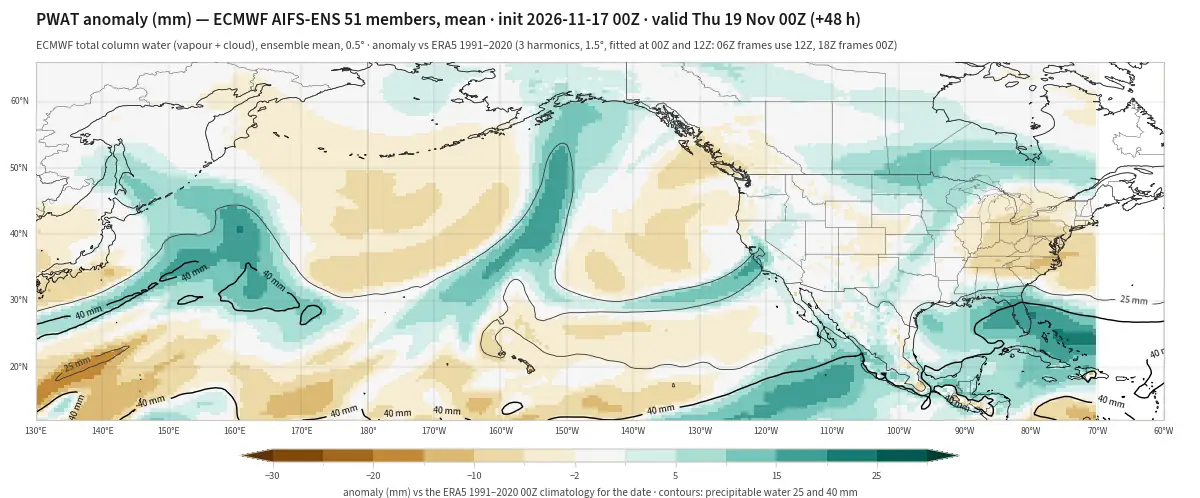 PWAT anomaly (mm) — ECMWF AIFS-ENS 51 members, mean · init 2026-11-17 00Z · valid Thu 19 Nov 00Z (+48 h)
ECMWF total column water (vapour + cloud), ensemble mean, 0.5° · anomaly vs ERA5 1991–2020 (3 harmonics, 1.5°, fitted at 00Z and 12Z: 06Z frames use 12Z, 18Z frames 00Z)
60°N
50°N
40°N
40 mm
40 mm
30°N
25 mm
40 mm
25 mm
40 m
20°N
40 mm
40 mm
40 mm
40 mm
40 mm
40 mm
40 mm
40 mm
130°E 140°E 150°E 160°E 170°E 180° 170°W 160°W 150°W 140°W 130°W 120°W 110°W 100°W 90°W 80°W 70°W 60°W
−30 −20 −10 −2 5 15 25
anomaly (mm) vs the ERA5 1991–2020 00Z climatology for the date · contours: precipitable water 25 and 40 mm